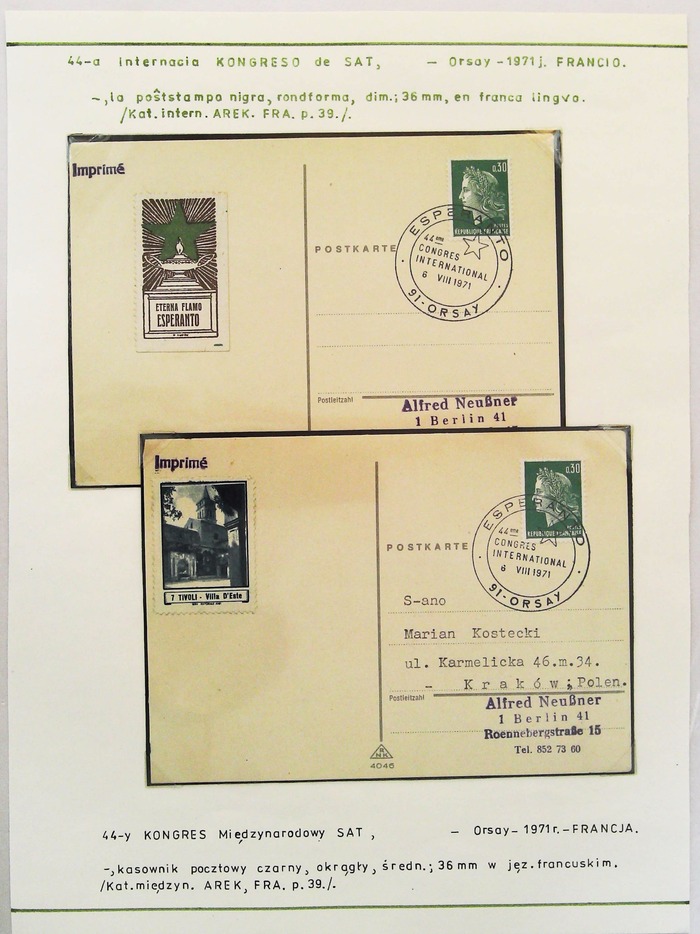 44-a Internacia KONGRESO de SAT, – Orsay-1971j. FRANCIO.
-,la poŝtstampo nigra, rondforma, dim.; 36 mm, en franca lingvo.
/Kat.intern. AREK. FRA. p. 39./.
Imprimé
ETERNA FLAMO
ESPERANTO
POSTKARTE
0,30
POSTES
REPUBLIQUE FRANÇAISE
ESPERANTO
44ème
CONGRES
INTERNATIONAL
6 VIII 1971
91-ORSAY
Postleitzahl
Alfred Neußner
1 Berlin 41
Imprimé
7 TIVOLI - Villa D'Este
POSTKARTE
0,30
POSTES
REPUBLIQUE FRANÇAISE
ESPERANTO
44ème
CONGRES
INTERNATIONAL
6 VIII 1971
91-ORSAY
S-ano
Marian Kostecki
ul. Karmelicka 46.m.34.
- Kraków; Polen.
Postleitzahl
Alfred Neußner
1 Berlin 41
Roennebergstraße 15
Tel. 852 73 60
4046
44-y KONGRES Międzynarodowy SAT, – Orsay-1971r.-FRANCJA.
-,kasownik pocztowy czarny, okrągły, średn.; 36 mm w jęz.francuskim.
/Kat.międzyn. AREK, FRA. p. 39./.